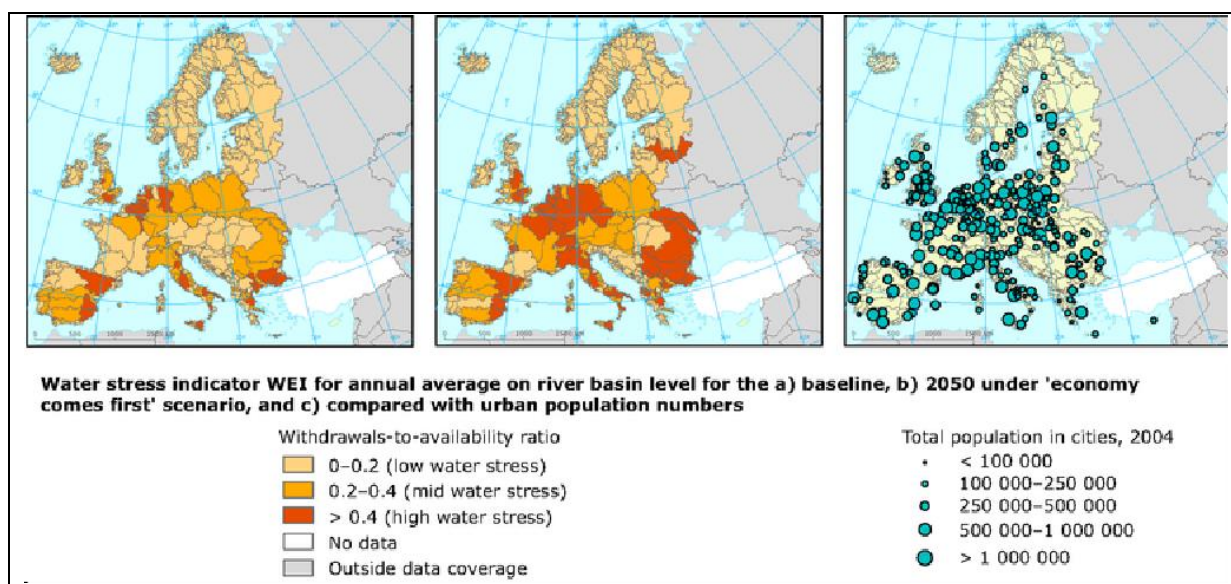 Water stress indicator WEI for annual average on river basin level for the a) baseline, b) 2050 under 'economy
comes first' scenario, and c) compared with urban population numbers
Withdrawals-to-availability ratio
0–0.2 (low water stress)
0.2–0.4 (mid water stress)
> 0.4 (high water stress)
No data
Outside data coverage
Total population in cities, 2004
< 100 000
100 000–250 000
250 000–500 000
500 000–1 000 000
> 1 000 000